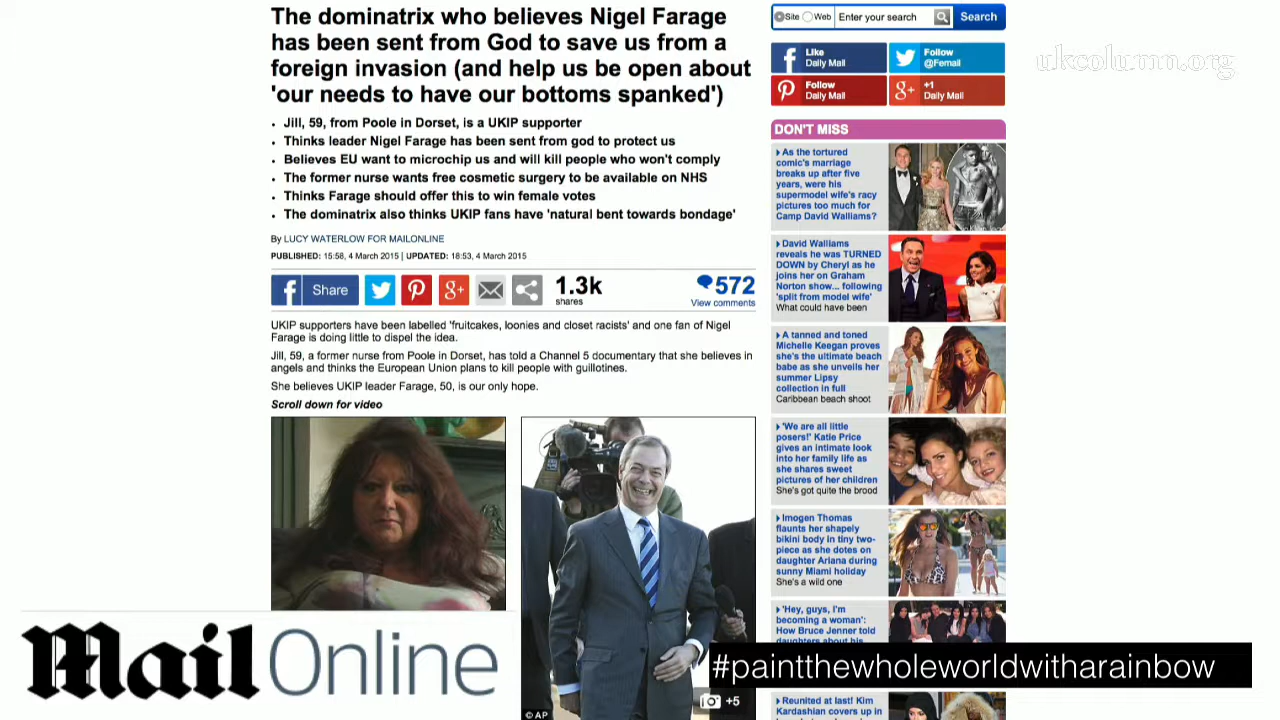 The dominatrix who believes Nigel Farage
has been sent from God to save us from a
foreign invasion (and help us be open about
'our needs to have our bottoms spanked')
• Jill, 59, from Poole in Dorset, is a UKIP supporter
• Thinks leader Nigel Farage has been sent from god to protect us
• Believes EU want to microchip us and will kill people who won't comply
• The former nurse wants free cosmetic surgery to be available on NHS
• Thinks Farage should offer this to win female votes
• The dominatrix also thinks UKIP fans have 'natural bent towards bondage'
By LUCY WATERLOW FOR MAILONLINE
PUBLISHED: 15:58, 4 March 2015 | UPDATED: 16:53, 4 March 2015
Share
1.3k
shares
572
View comments
UKIP supporters have been labelled 'fruitcakes, loonies and closet racists' and one fan of Nigel
Farage is doing little to dispel the idea.
Jill, 59, a former nurse from Poole in Dorset, has told a Channel 5 documentary that she believes in
angels and thinks the European Union plans to kill people with guillotines.
She believes UKIP leader Farage, 50, is our only hope.
Scroll down for video
© AP
+5
Site Web Enter your search Search
Like
Daily Mail
Follow
@Femail
Follow
Daily Mail
+1
Daily Mail
DON'T MISS
As the tortured
comic's marriage
breaks up after five
years, were his
supermodel wife's racy
pictures too much for
Camp David Walliams?
David Walliams
reveals he was TURNED
DOWN by Cheryl as he
joins her on Graham
Norton show... following
'split from model wife'
What could have been
A tanned and toned
Michelle Keegan proves
she's the ultimate beach
babe as she unveils her
summer Lipsy
collection in full
Caribbean beach shoot
'We are all little
posers!' Katie Price
gives an intimate look
into her family life as
she shares sweet
pictures of her children
She's got quite the brood
Imogen Thomas
flaunts her shapely
bikini body in tiny two-
piece as she dotes on
daughter Ariana during
sunny Miami holiday
She's a wild one
'Hey, guys, I'm
becoming a woman':
How Bruce Jenner told
daughters about his
Reunited at last! Kim
Kardashian covers up in
ukcolumn.org
Mail Online
#paintthewholeworldwitharainbow